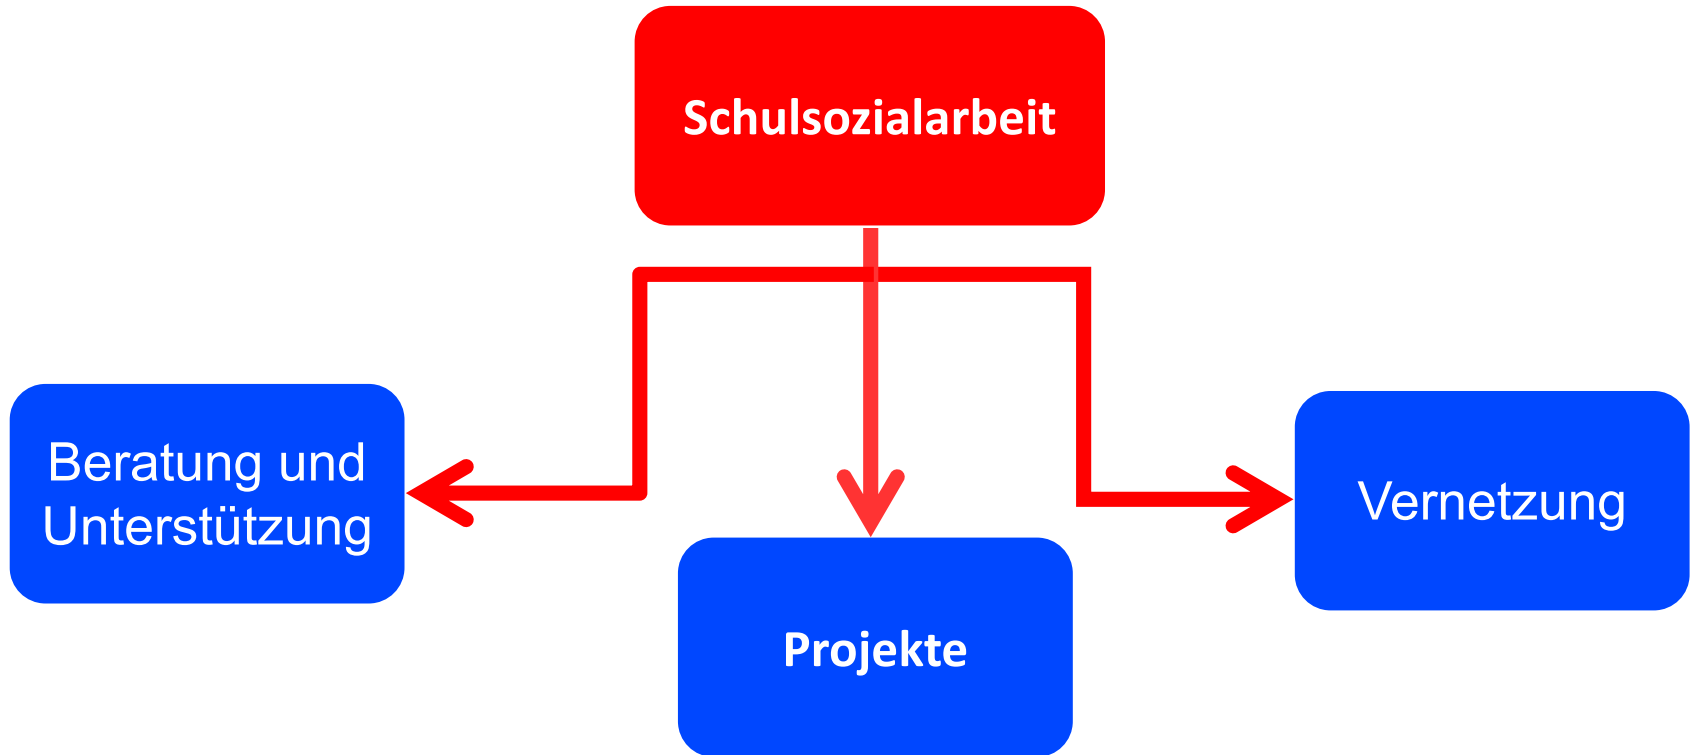 Schulsozialarbeit
Beratung und
Unterstützung
Projekte
Vernetzung